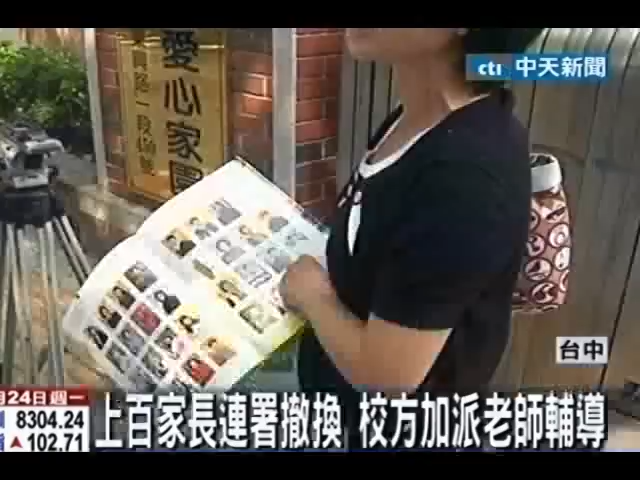 cti 中天新聞
愛心家園
台中
月24日週一
8304.24
▲102.71
上百家長連署撤換 校方加派老師輔導